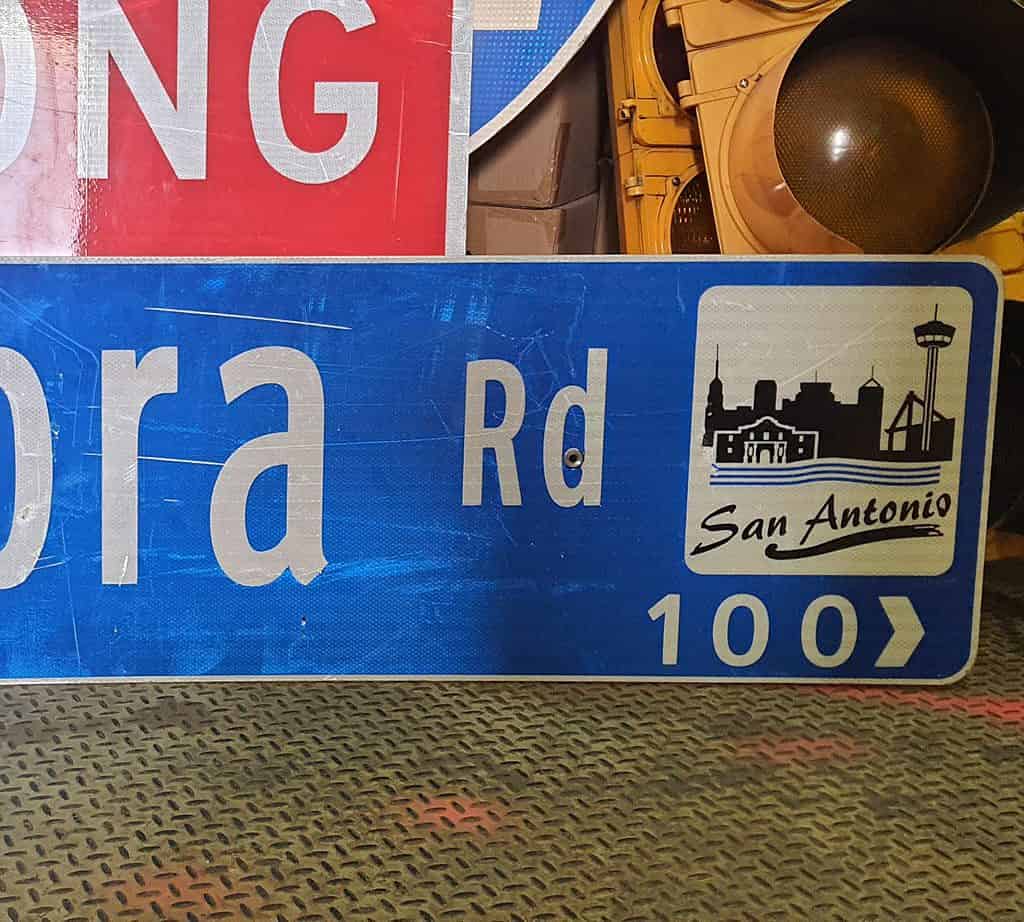 ONG
ora Rd
San Antonio
100